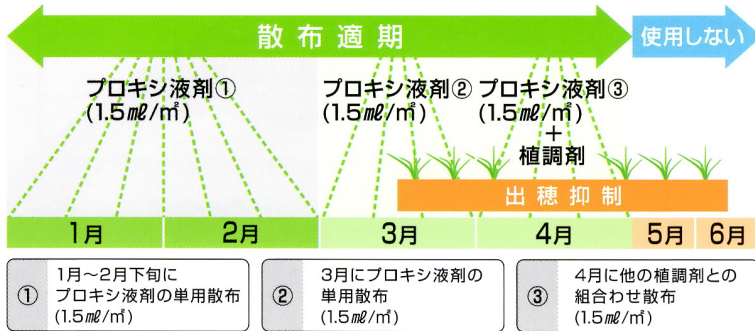 散布適期
使用しない
プロキシ液剤①
(1.5㎖/㎡)
プロキシ液剤②
(1.5㎖/㎡)
プロキシ液剤③
(1.5㎖/㎡)
+
植調剤
出穂抑制
1月
2月
3月
4月
5月
6月
①
1月～2月下旬に
プロキシ液剤の単用散布
(1.5㎖/㎡)
②
3月にプロキシ液剤の
単用散布
(1.5㎖/㎡)
③
4月に他の植調剤との
組合わせ散布
(1.5㎖/㎡)